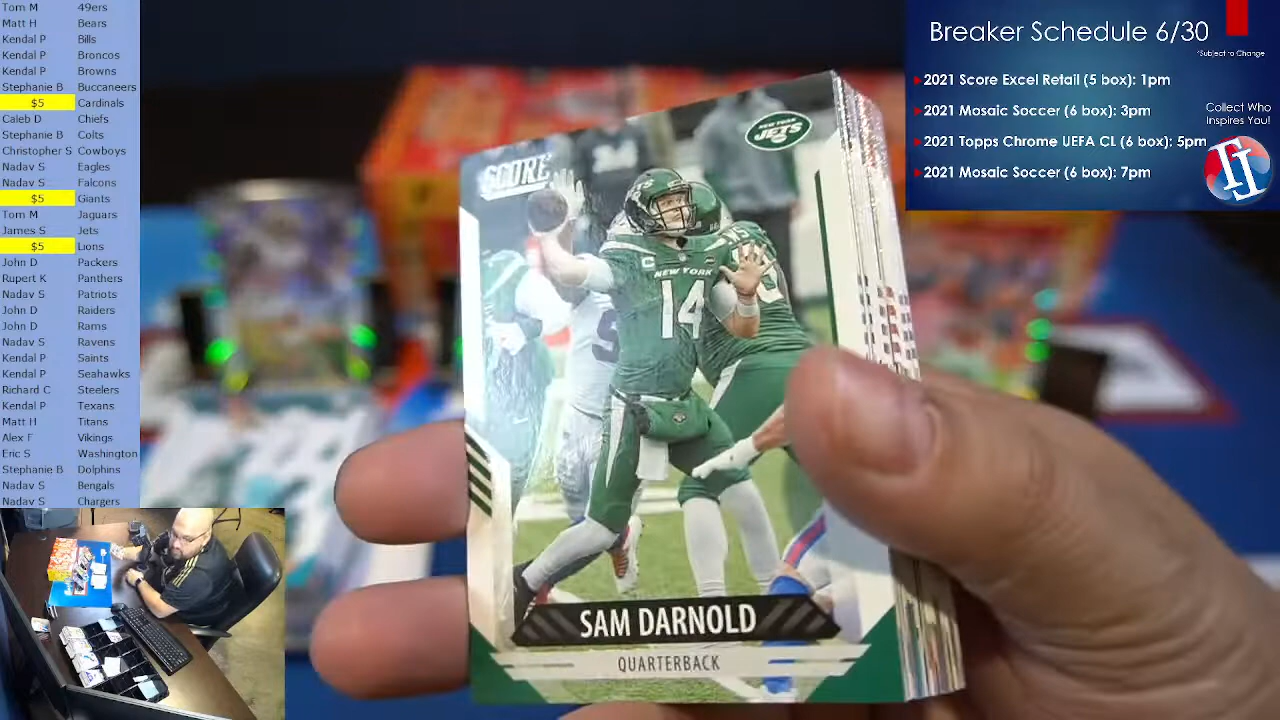 Tom M 49ers
Matt H Bears
Kendal P Bills
Kendal P Broncos
Kendal P Browns
Stephanie B Buccaneers
$5 Cardinals
Caleb D Chiefs
Stephanie B Colts
Christopher S Cowboys
Nadav S Eagles
Nadav S Falcons
$5 Giants
Tom M Jaguars
James S Jets
$5 Lions
John D Packers
Rupert K Panthers
Nadav S Patriots
John D Raiders
John D Rams
Nadav S Ravens
Kendal P Saints
Kendal P Seahawks
Richard C Steelers
Kendal P Texans
Matt H Titans
Alex F Vikings
Eric S Washington
Stephanie B Dolphins
Nadav S Bengals
Nadav S Chargers
SCORE
NEW YORK
JETS
C
NEW YORK
14
SAM DARNOLD
QUARTERBACK
Breaker Schedule 6/30
*Subject to Change
2021 Score Excel Retail (5 box): 1pm
2021 Mosaic Soccer (6 box): 3pm
2021 Topps Chrome UEFA CL (6 box): 5pm
2021 Mosaic Soccer (6 box): 7pm
Collect Who
Inspires You!